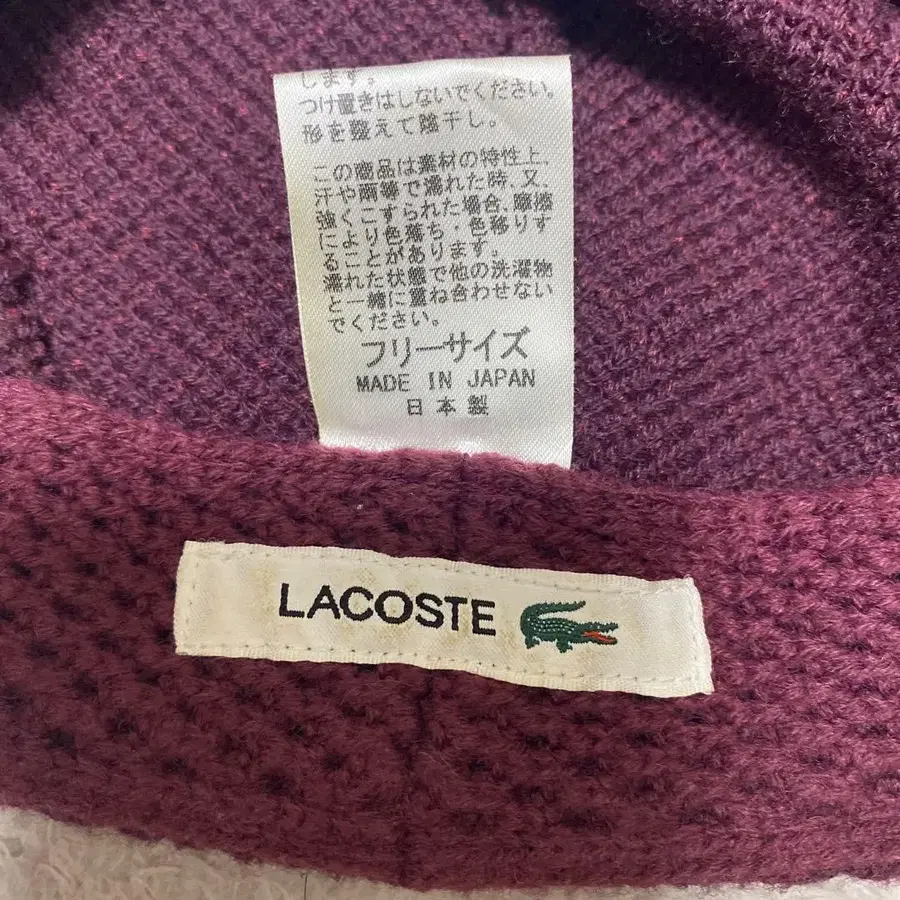 します。
つけ置きはしないでください。
形を整えて陰干し。
この商品は素材の特性上、
汗や雨等で濡れた時、又、
強くこすられた場合、摩擦
により色落ち・色移りす
ることがあります。
濡れた状態で他の洗濯物
と一緒に重ね合わせない
でください。
フリーサイズ
MADE IN JAPAN
日本製
LACOSTE